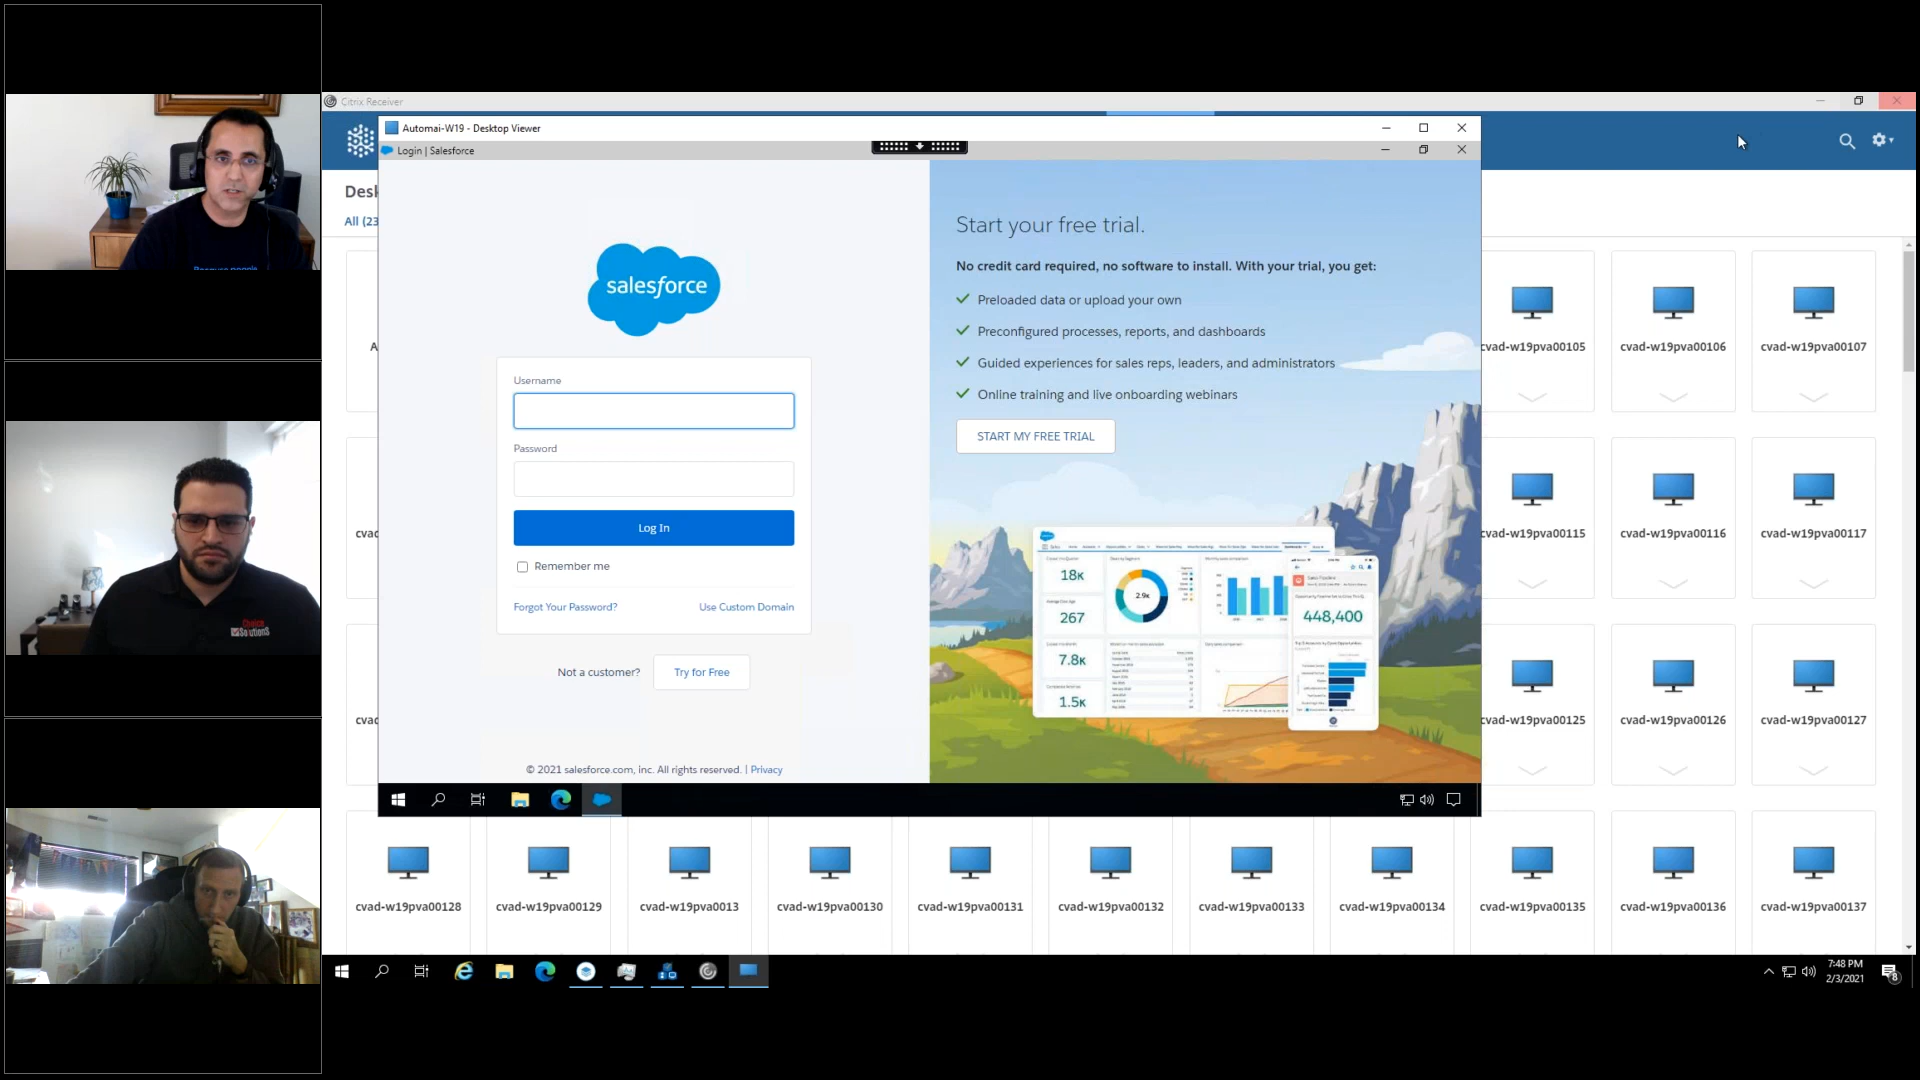 Citrix Receiver
Automai-W19 - Desktop Viewer
Login | Salesforce
Desk
All (23
salesforce
Username
Password
Log In
Remember me
Forgot Your Password?
Use Custom Domain
Not a customer?
Try for Free
© 2021 salesforce.com, inc. All rights reserved. | Privacy
Start your free trial.
No credit card required, no software to install. With your trial, you get:
Preloaded data or upload your own
Preconfigured processes, reports, and dashboards
Guided experiences for sales reps, leaders, and administrators
Online training and live onboarding webinars
START MY FREE TRIAL
18K
267
7.8K
1.5K
2.9K
448,400
A
cvad-w19pva00105
cvad-w19pva00106
cvad-w19pva00107
cvad
cvad-w19pva00115
cvad-w19pva00116
cvad-w19pva00117
cvad
cvad-w19pva00125
cvad-w19pva00126
cvad-w19pva00127
cvad-w19pva00128
cvad-w19pva00129
cvad-w19pva0013
cvad-w19pva00130
cvad-w19pva00131
cvad-w19pva00132
cvad-w19pva00133
cvad-w19pva00134
cvad-w19pva00135
cvad-w19pva00136
cvad-w19pva00137
7:48 PM
2/3/2021
8
Choice
Solutions